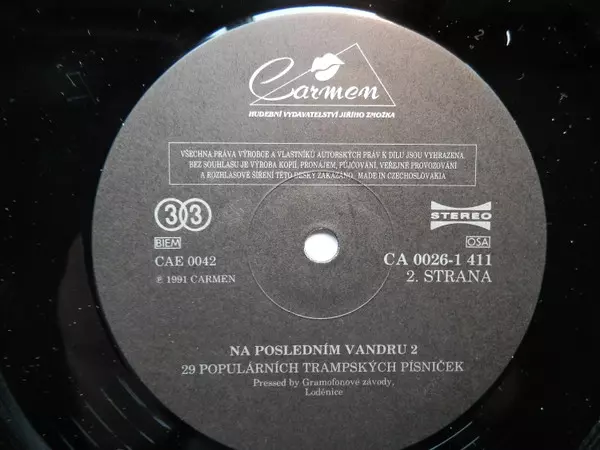 Carmen
HUDEBNÍ VYDAVATELSTVÍ JIŘÍHO ZMOŽKA
VŠECHNA PRÁVA VÝROBCE A VLASTNÍKŮ AUTORSKÝCH PRÁV K DÍLU JSOU VYHRAZENA.
BEZ SOUHLASU JE VÝROBA KOPIÍ, PRONÁJEM, PŮJČOVÁNÍ, VEŘEJNÉ PROVOZOVÁNÍ
A ROZHLASOVÉ ŠÍŘENÍ TÉTO DESKY ZAKÁZÁNO. MADE IN CZECHOSLOVAKIA
33
STEREO
BIEM
OSA
CAE 0042
CA 0026-1 411
℗ 1991 CARMEN
2. STRANA
NA POSLEDNÍM VANDRU 2
29 POPULÁRNÍCH TRAMPSKÝCH PÍSNIČEK
Pressed by Gramofonové závody,
Loděnice